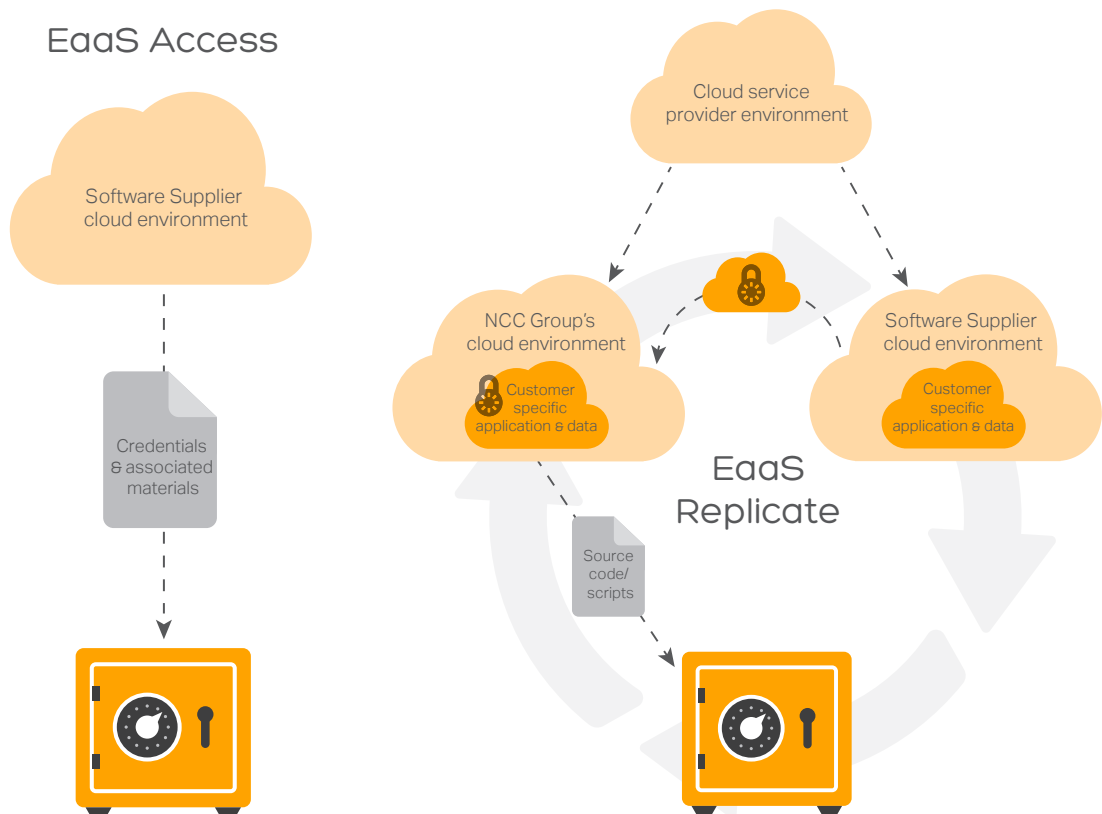 EaaS Access
Software Supplier
cloud environment
Credentials
& associated
materials
Cloud service
provider environment
NCC Group's
cloud environment
Customer
specific
application & data
Software Supplier
cloud environment
Customer
specific
application & data
EaaS
Replicate
Source
code/
scripts